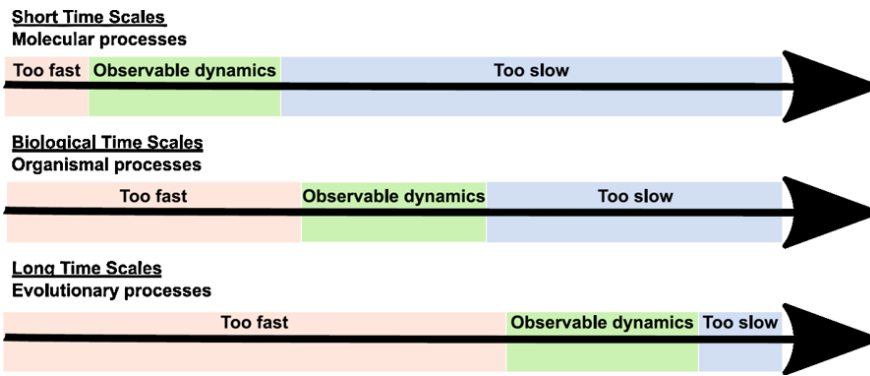 Short Time Scales
Molecular processes
Too fast Observable dynamics Too slow
Biological Time Scales
Organismal processes
Too fast Observable dynamics Too slow
Long Time Scales
Evolutionary processes
Too fast Observable dynamics Too slow